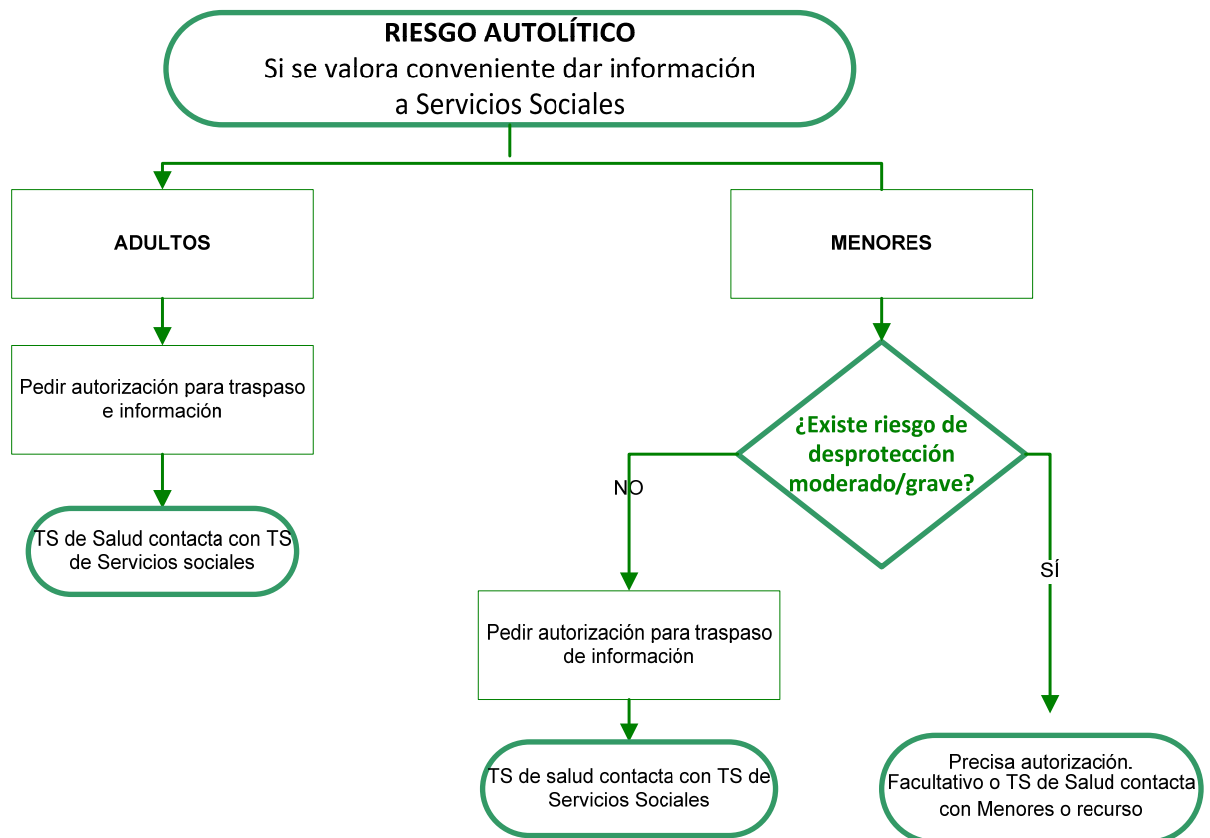 RIESGO AUTOLÍTICO
Si se valora conveniente dar información
a Servicios Sociales
ADULTOS
MENORES
Pedir autorización para traspaso
e información
TS de Salud contacta con TS
de Servicios sociales
¿Existe riesgo de
desprotección
moderado/grave?
NO
SÍ
Pedir autorización para traspaso
de información
TS de salud contacta con TS de
Servicios Sociales
Precisa autorización.
Facultativo o TS de Salud contacta
con Menores o recurso